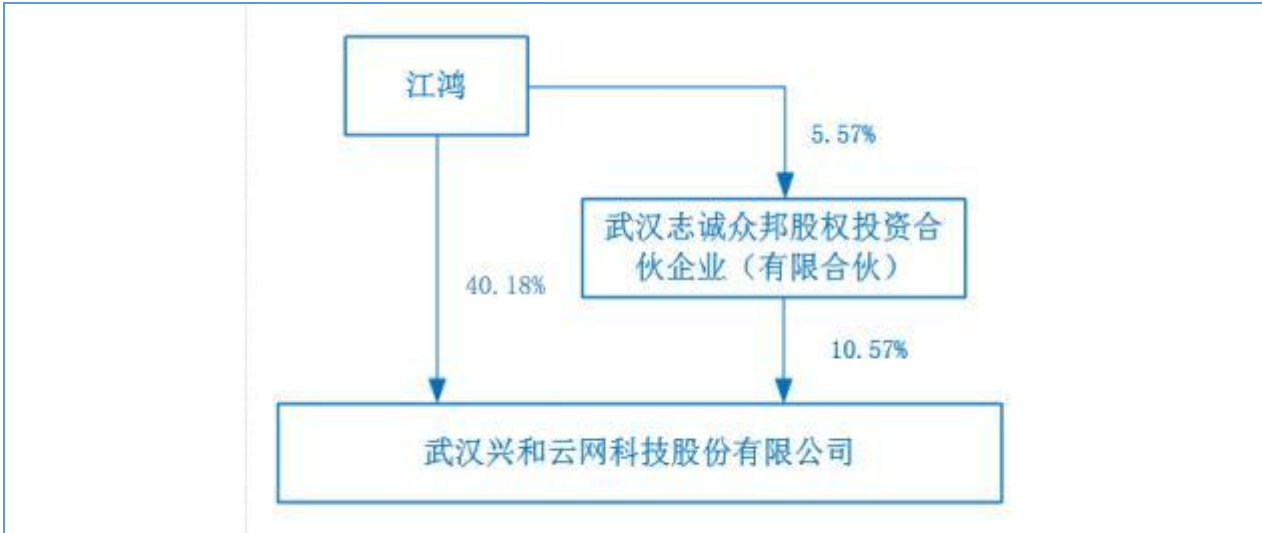 江鸿
5.57%
武汉志诚众邦股权投资合
伙企业（有限合伙）
40.18%
10.57%
武汉兴和云网科技股份有限公司